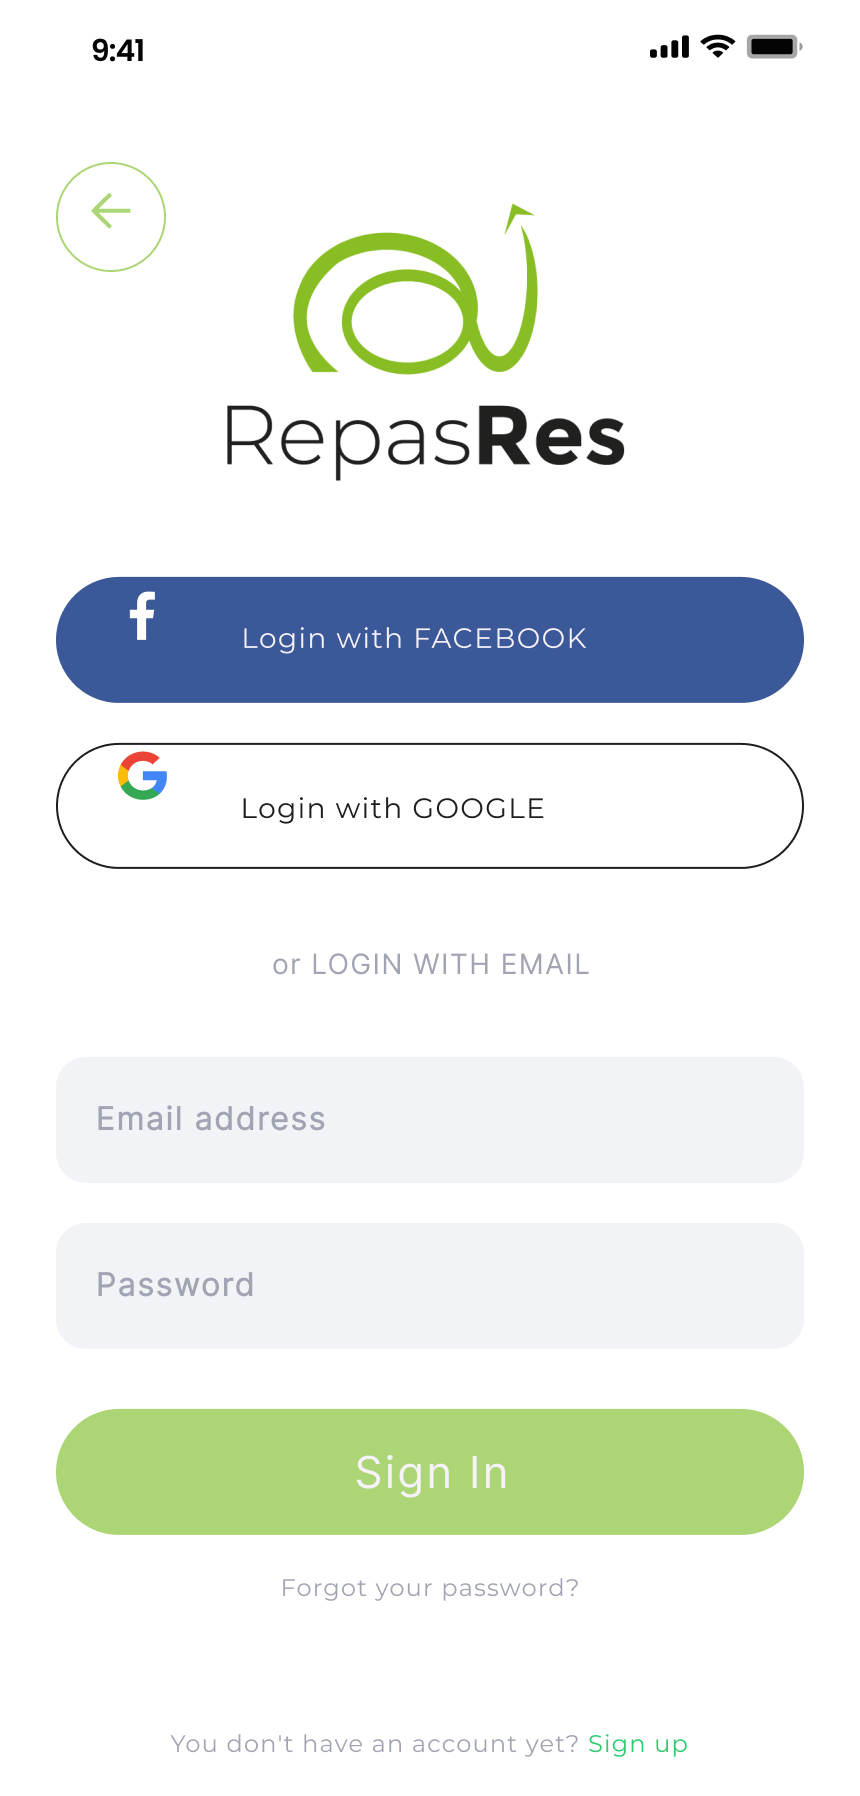 9:41
RepasRes
Login with FACEBOOK
Login with GOOGLE
or LOGIN WITH EMAIL
Email address
Password
Sign In
Forgot your password?
You don't have an account yet? Sign up